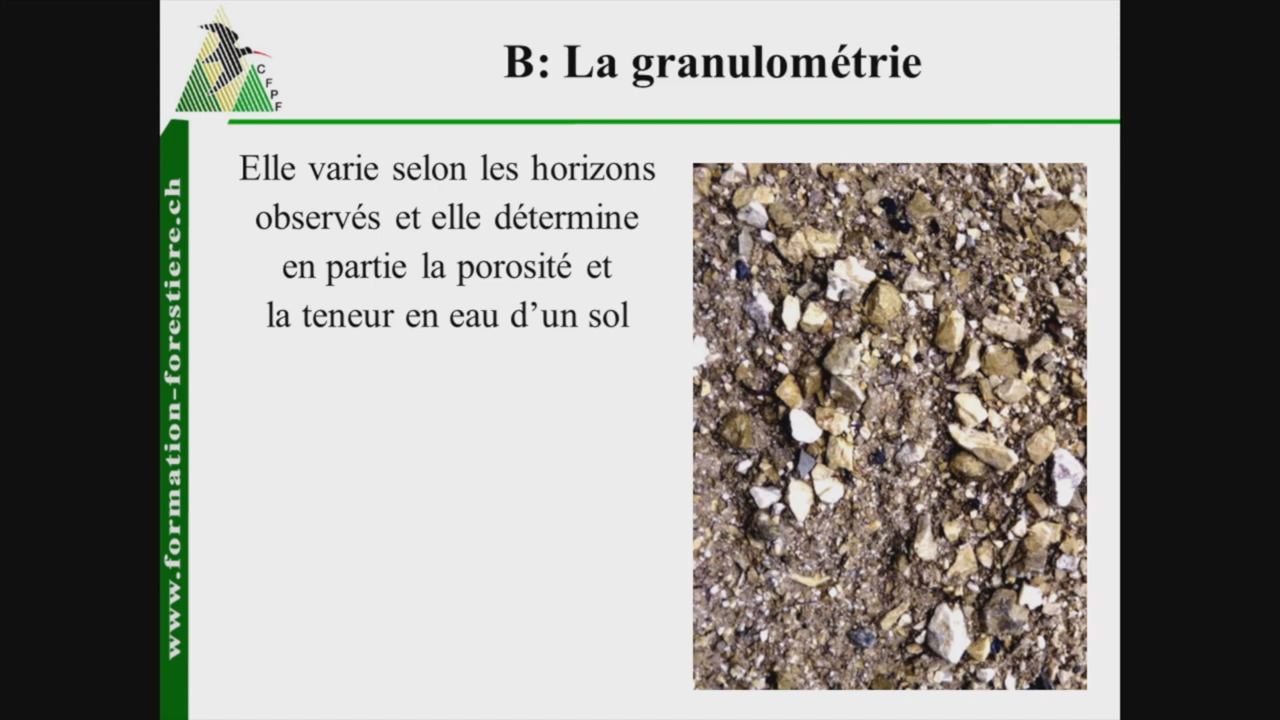 C
F
P
F
B: La granulométrie
www.formation-forestiere.ch
Elle varie selon les horizons
observés et elle détermine
en partie la porosité et
la teneur en eau d’un sol